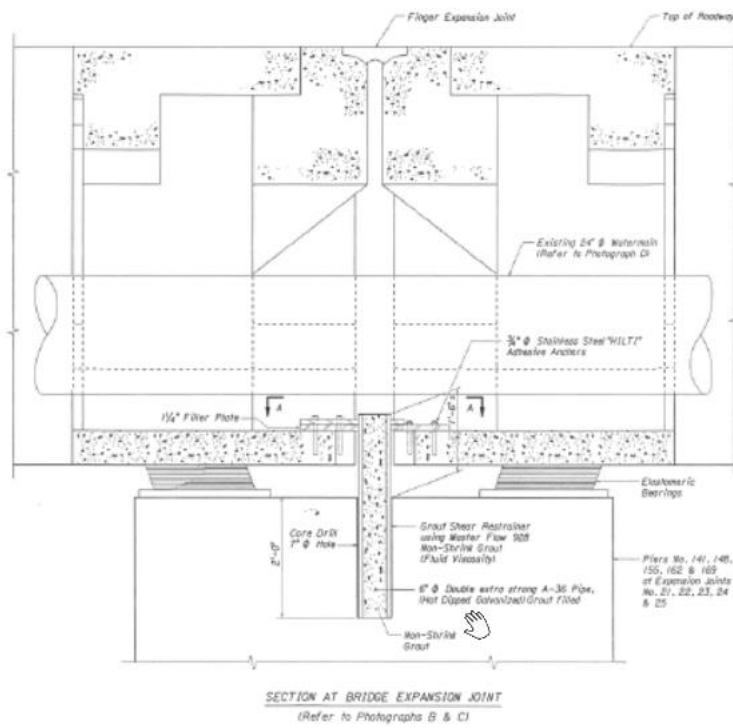 Finger Expansion Joint
Top of Roadway
Existing 24" Ø Watermain
(Refer to Photograph D)
¾" Ø Stainless Steel "HILTI"
Adhesive Anchors
A
A
1'-6"±
1¼" Filler Plate
Elastomeric
Bearings
2'-0"
Core Drill
7" Ø Hole
Grout Shear Restrainer
using Master Flow 928
Non-Shrink Grout
(Fluid Viscosity)
Piers No. 141, 148,
155, 162 & 169
at Expansion Joints
No. 21, 22, 23, 24
& 25
6" Ø Double extra strong A-36 Pipe,
(Hot Dipped Galvanized) Grout filled
Non-Shrink
Grout
SECTION AT BRIDGE EXPANSION JOINT
(Refer to Photographs B & C)